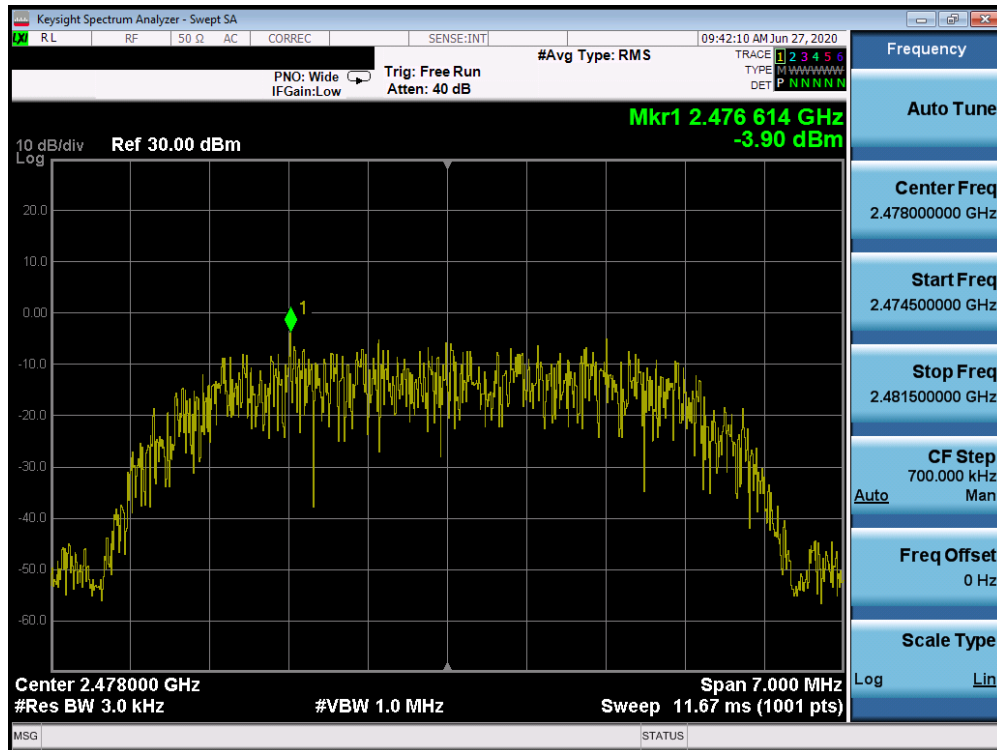 Keysight Spectrum Analyzer - Swept SA
LXI RL RF 50 Ω AC CORREC SENSE:INT 09:42:10 AM Jun 27, 2020
#Avg Type: RMS TRACE 1 2 3 4 5 6
PNO: Wide Trig: Free Run TYPE M W W W W W
IFGain:Low Atten: 40 dB DET P N N N N N
Mkr1 2.476 614 GHz
-3.90 dBm
10 dB/div Ref 30.00 dBm
Log
20.0
10.0
1
0.00
-10.0
-20.0
-30.0
-40.0
-50.0
-60.0
Center 2.478000 GHz Span 7.000 MHz
#Res BW 3.0 kHz #VBW 1.0 MHz Sweep 11.67 ms (1001 pts)
MSG STATUS
Frequency
Auto Tune
Center Freq
2.478000000 GHz
Start Freq
2.474500000 GHz
Stop Freq
2.481500000 GHz
CF Step
700.000 kHz
Auto Man
Freq Offset
0 Hz
Scale Type
Log Lin